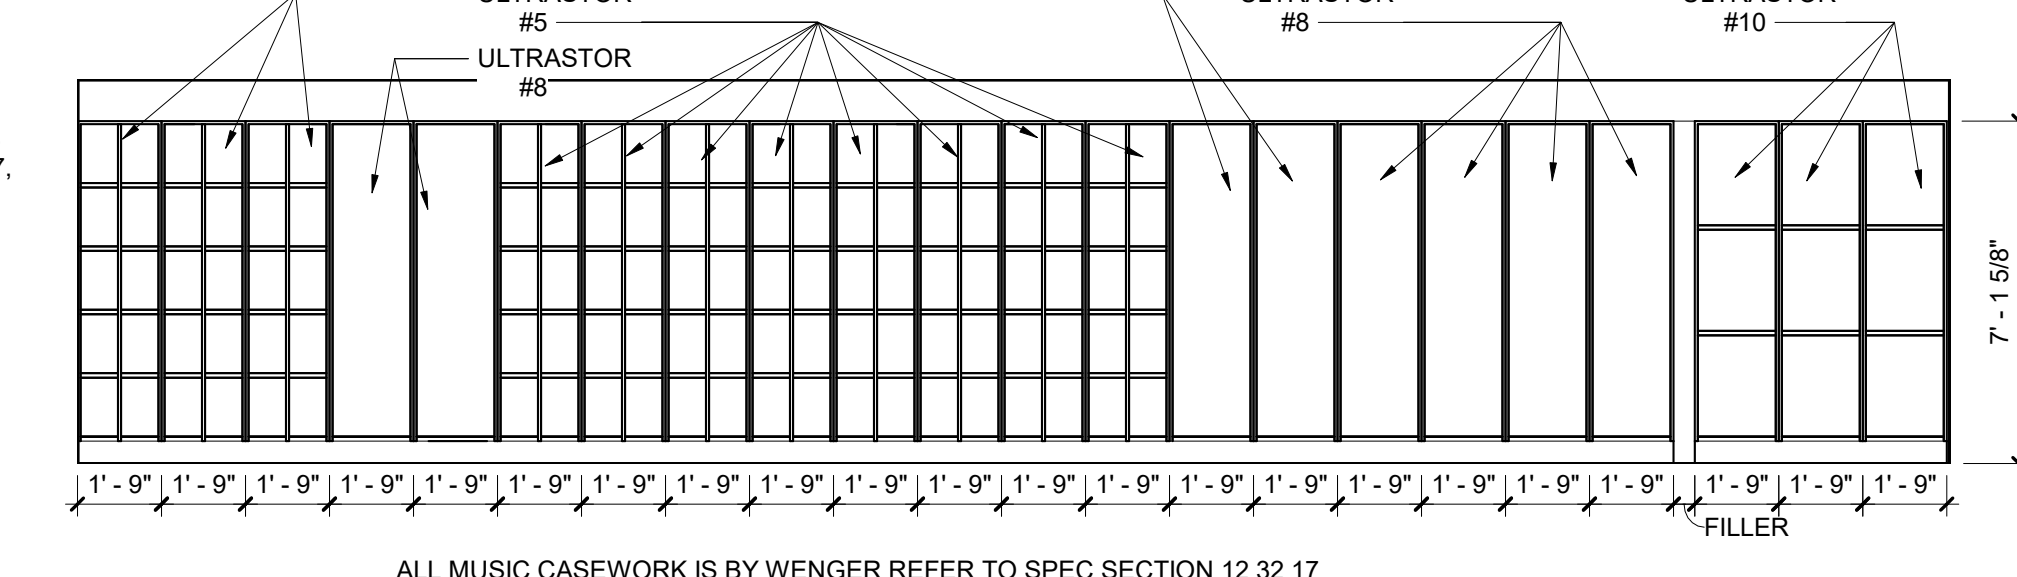 ULTRASTOR
#5
ULTRASTOR
#8
ULTRASTOR
#8
ULTRASTOR
#10
7' - 1 5/8"
1' - 9" 1' - 9" 1' - 9" 1' - 9" 1' - 9" 1' - 9" 1' - 9" 1' - 9" 1' - 9" 1' - 9" 1' - 9" 1' - 9" 1' - 9" 1' - 9" 1' - 9" 1' - 9" 1' - 9" 1' - 9" 1' - 9" 1' - 9" 1' - 9" 1' - 9"
FILLER
ALL MUSIC CASEWORK IS BY WENGER REFER TO SPEC SECTION 12 32 17